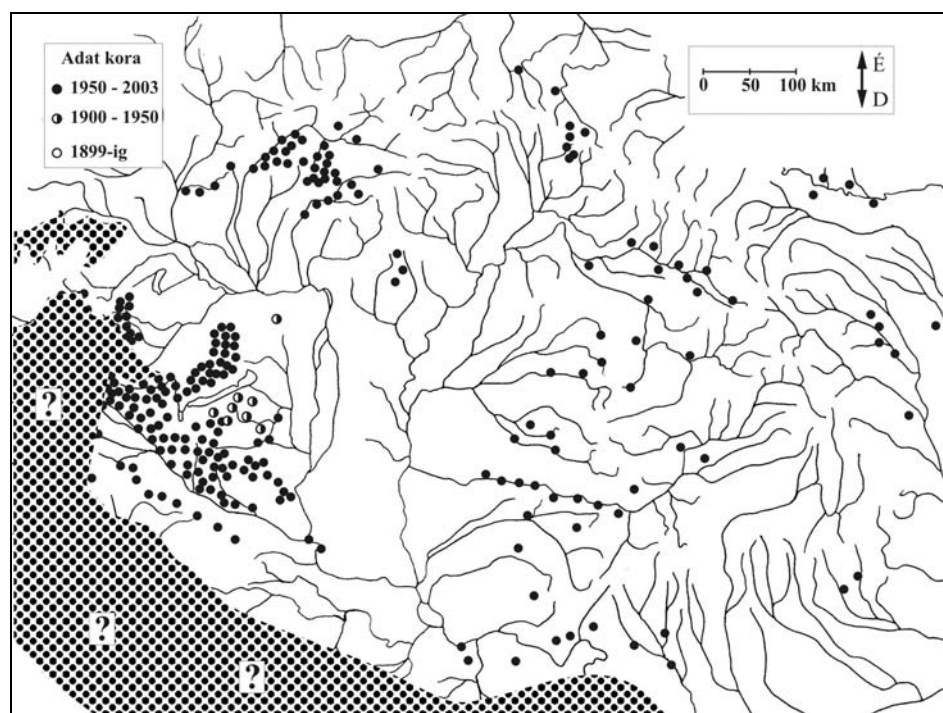 Adat kora
1950 - 2003
1900 - 1950
1899-ig
0 50 100 km
É
D
?
?
?